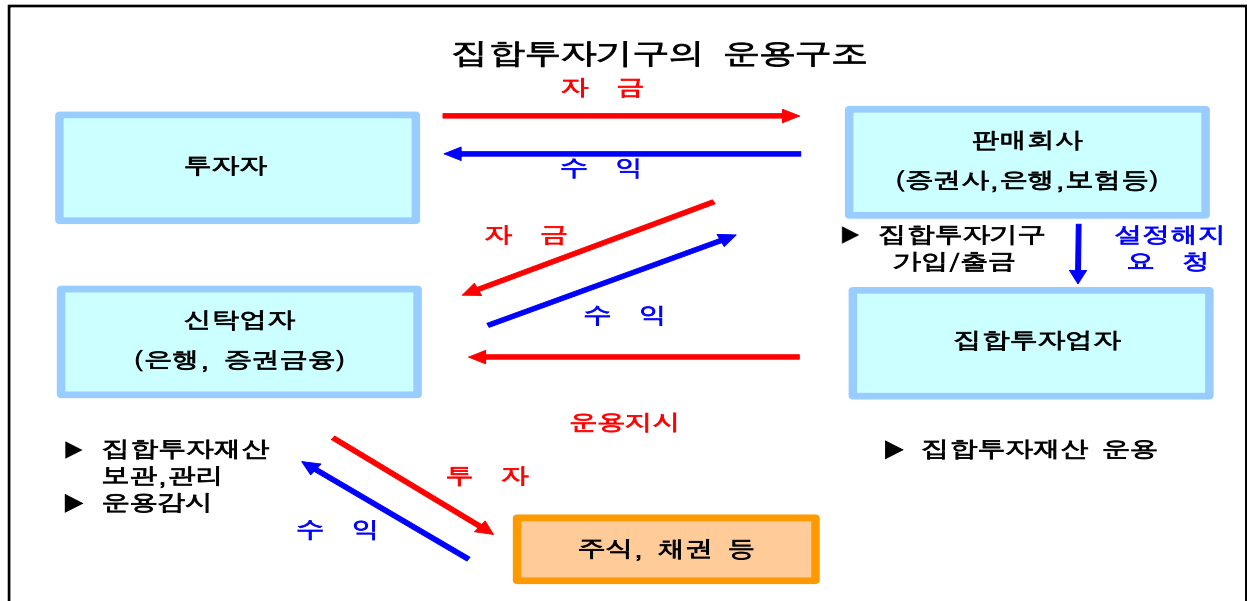 집합투자기구의 운용구조
자 금
투자자
수 익
판매회사
(증권사,은행,보험등)
자 금
▶ 집합투자기구
가입/출금
설정해지
요 청
신탁업자
(은행, 증권금융)
수 익
집합투자업자
운용지시
▶ 집합투자재산
보관,관리
▶ 운용감시
▶ 집합투자재산 운용
투 자
수 익
주식, 채권 등